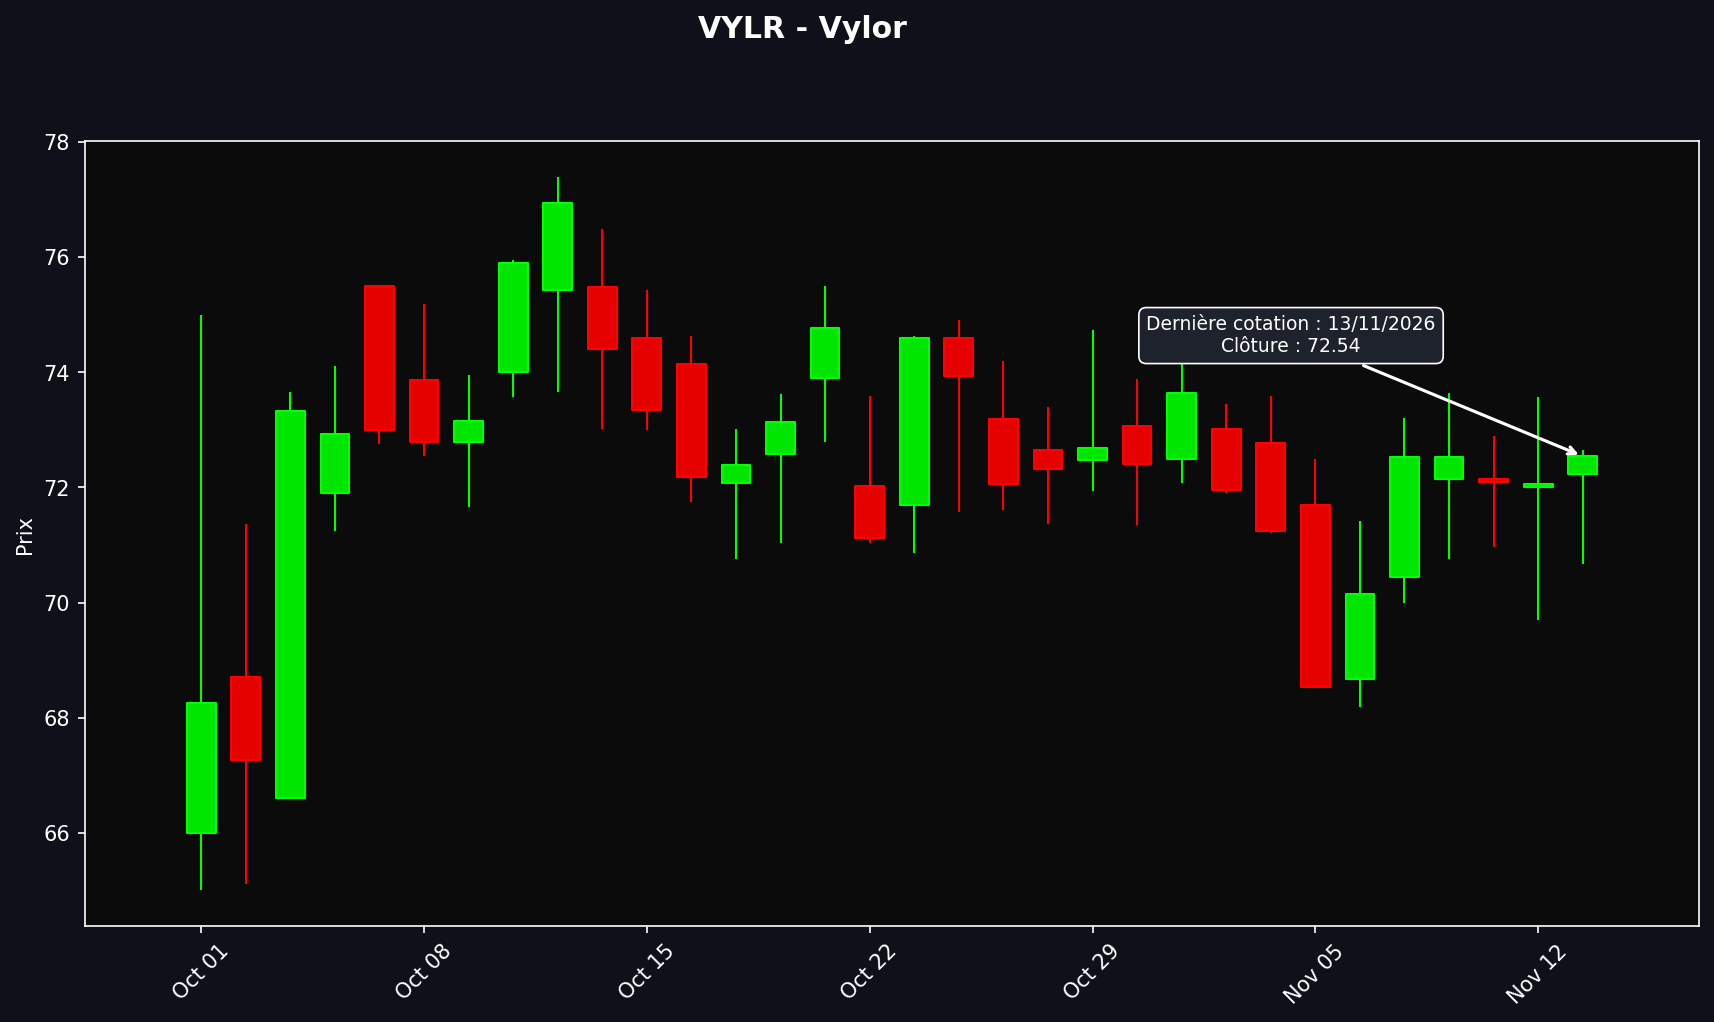 VYLR - Vylor
78
76
74
72
70
68
66
Prix
Dernière cotation : 13/11/2026
Clôture : 72.54
Oct 01
Oct 08
Oct 15
Oct 22
Oct 29
Nov 05
Nov 12